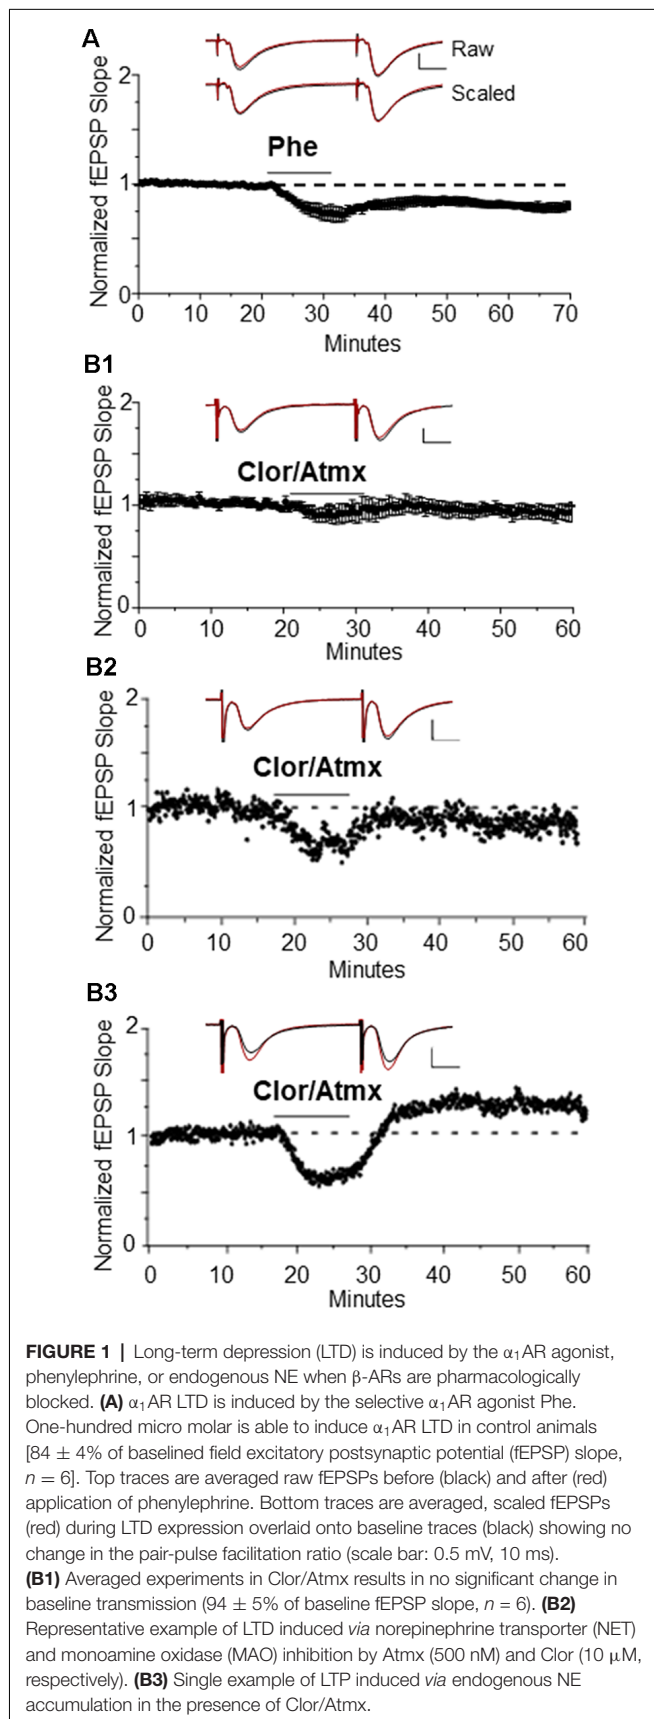 A
Raw
Scaled
Normalized fEPSP Slope
2
1
0
Phe
0 10 20 30 40 50 60 70
Minutes
B1
Normalized fEPSP Slope
2
1
0
Clor/Atmx
0 10 20 30 40 50 60
Minutes
B2
Normalized fEPSP Slope
2
1
0
Clor/Atmx
0 10 20 30 40 50 60
Minutes
B3
Normalized fEPSP Slope
2
1
0
Clor/Atmx
0 10 20 30 40 50 60
Minutes
FIGURE 1 | Long-term depression (LTD) is induced by the α₁AR agonist,
phenylephrine, or endogenous NE when β-ARs are pharmacologically
blocked. (A) α₁AR LTD is induced by the selective α₁AR agonist Phe.
One-hundred micro molar is able to induce α₁AR LTD in control animals
[84 ± 4% of baselined field excitatory postsynaptic potential (fEPSP) slope,
n = 6]. Top traces are averaged raw fEPSPs before (black) and after (red)
application of phenylephrine. Bottom traces are averaged, scaled fEPSPs
(red) during LTD expression overlaid onto baseline traces (black) showing no
change in the pair-pulse facilitation ratio (scale bar: 0.5 mV, 10 ms).
(B1) Averaged experiments in Clor/Atmx results in no significant change in
baseline transmission (94 ± 5% of baseline fEPSP slope, n = 6). (B2)
Representative example of LTD induced via norepinephrine transporter (NET)
and monoamine oxidase (MAO) inhibition by Atmx (500 nM) and Clor (10 μM,
respectively). (B3) Single example of LTP induced via endogenous NE
accumulation in the presence of Clor/Atmx.